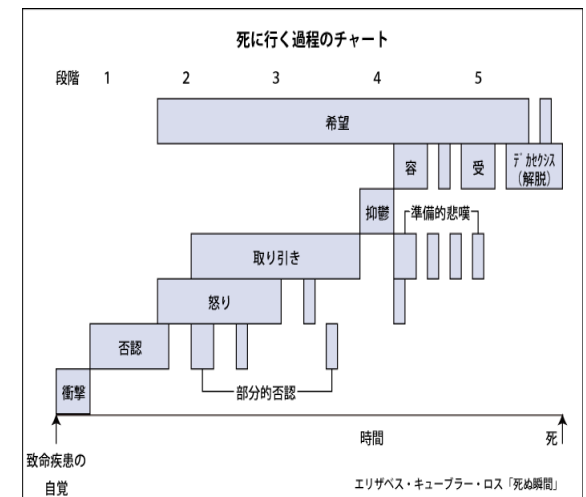 死に行く過程のチャート
段階 1 2 3 4 5
希望
容 受 デカセクシス
(解脱)
抑鬱 準備的悲嘆
取り引き
怒り
否認
部分的否認
衝撃
時間 死
致命疾患の
自覚
エリザベス・キューブラー・ロス「死ぬ瞬間」